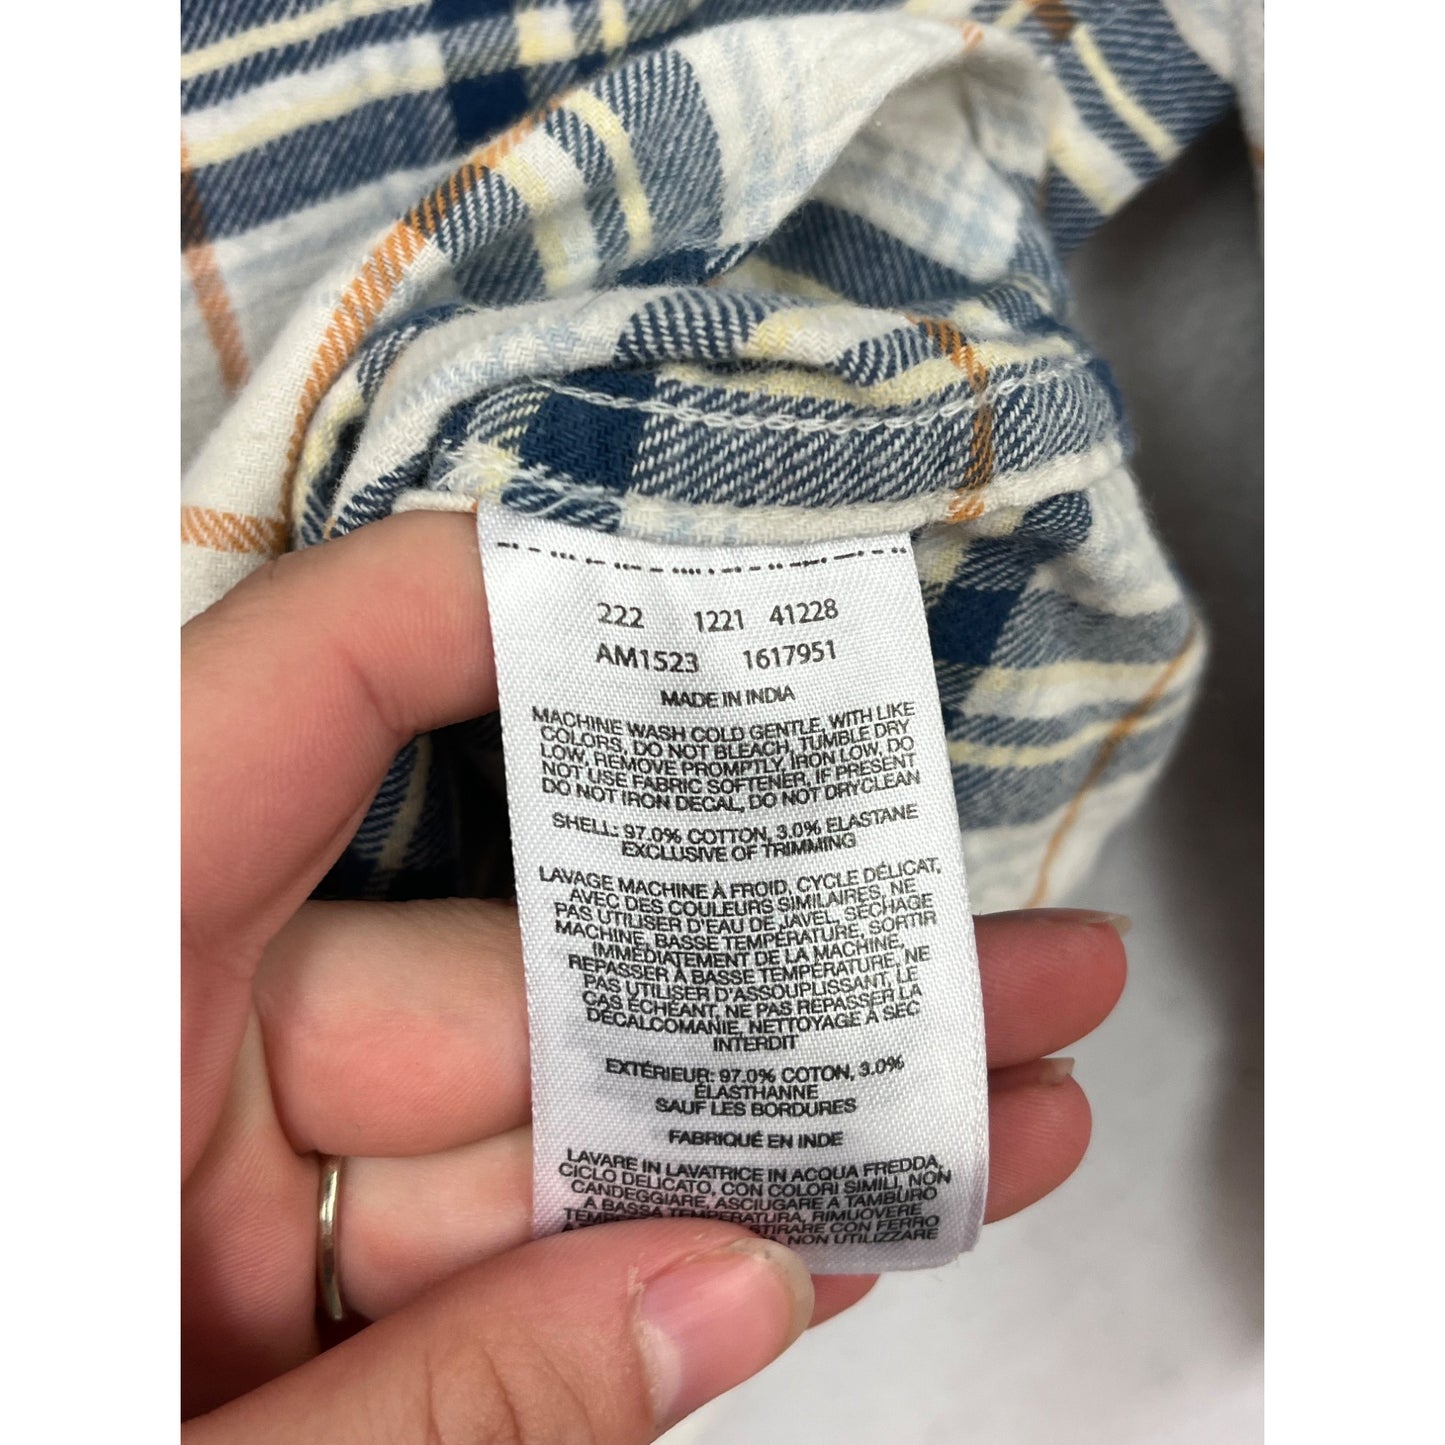 222 1221 41228
AM1523 1617951
MADE IN INDIA
MACHINE WASH COLD GENTLE, WITH LIKE
COLORS, DO NOT BLEACH, TUMBLE DRY
LOW, REMOVE PROMPTLY, IRON LOW, DO
NOT USE FABRIC SOFTENER, IF PRESENT
DO NOT IRON DECAL, DO NOT DRYCLEAN
SHELL: 97.0% COTTON, 3.0% ELASTANE
EXCLUSIVE OF TRIMMING
LAVAGE MACHINE À FROID, CYCLE DÉLICAT,
AVEC DES COULEURS SIMILAIRES, NE
PAS UTILISER D'EAU DE JAVEL, SÉCHAGE
MACHINE, BASSE TEMPÉRATURE, SORTIR
IMMÉDIATEMENT DE LA MACHINE,
REPASSER À BASSE TEMPÉRATURE, NE
PAS UTILISER D'ASSOUPLISSANT, LE
CAS ÉCHÉANT, NE PAS REPASSER LA
DÉCALCOMANIE, NETTOYAGE À SEC
INTERDIT
EXTÉRIEUR: 97.0% COTON, 3.0%
ÉLASTHANNE
SAUF LES BORDURES
FABRIQUÉ EN INDE
LAVARE IN LAVATRICE IN ACQUA FREDDA,
CICLO DELICATO, CON COLORI SIMILI, NON
CANDEGGIARE, ASCIUGARE A TAMBURO
A BASSA TEMPERATURA, RIMUOVERE
STIRARE CON FERRO
NON UTILIZZARE